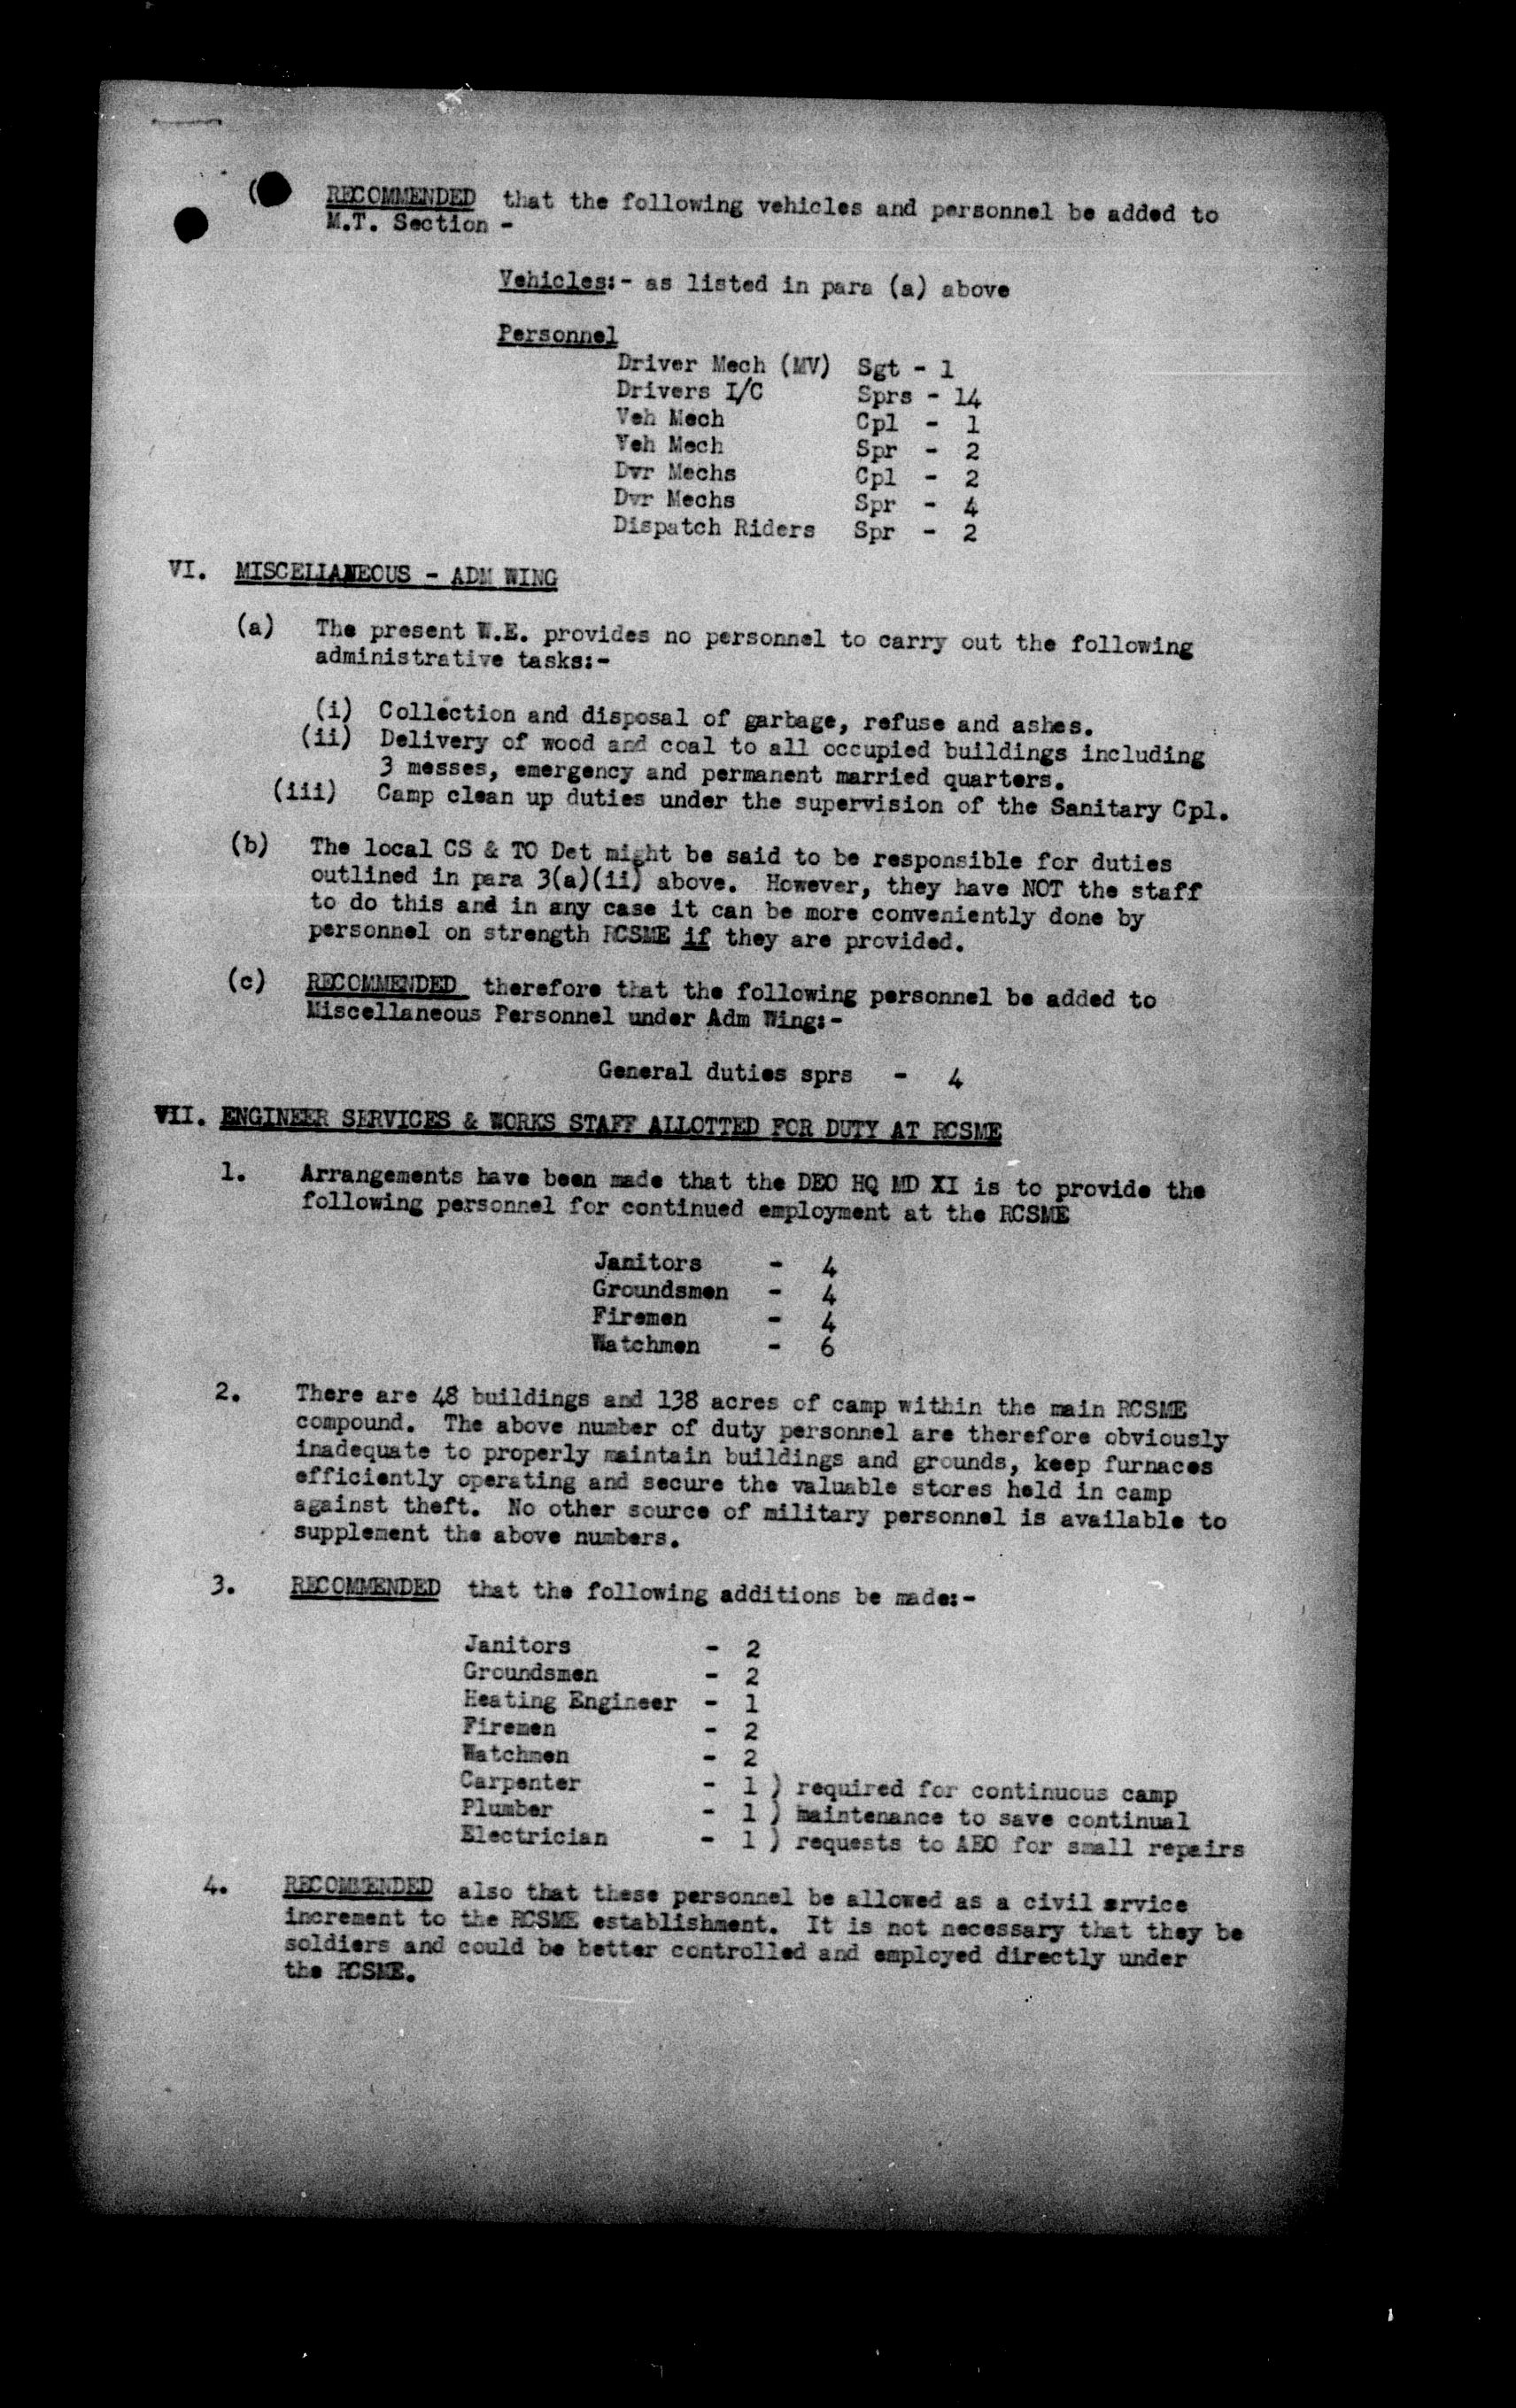 RECOMMENDED that the following vehicles and personnel be added to
M.T. Section -
Vehicles:- as listed in para (a) above
Personnel
Driver Mech (MV) Sgt - 1
Drivers I/C Sprs - 14
Veh Mech Cpl - 1
Veh Mech Spr - 2
Dvr Mechs Cpl - 2
Dvr Mechs Spr - 4
Dispatch Riders Spr - 2
VI. MISCELLANEOUS - ADM WING
(a) The present W.E. provides no personnel to carry out the following
administrative tasks:-
(i) Collection and disposal of garbage, refuse and ashes.
(ii) Delivery of wood and coal to all occupied buildings including
3 messes, emergency and permanent married quarters.
(iii) Camp clean up duties under the supervision of the Sanitary Cpl.
(b) The local CS & TO Det might be said to be responsible for duties
outlined in para 3(a)(ii) above. However, they have NOT the staff
to do this and in any case it can be more conveniently done by
personnel on strength RCSME if they are provided.
(c) RECOMMENDED therefore that the following personnel be added to
Miscellaneous Personnel under Adm Wing:-
General duties sprs - 4
VII. ENGINEER SERVICES & WORKS STAFF ALLOTTED FOR DUTY AT RCSME
1. Arrangements have been made that the DEO HQ MD XI is to provide the
following personnel for continued employment at the RCSME
Janitors - 4
Groundsmen - 4
Firemen - 4
Watchmen - 6
2. There are 48 buildings and 138 acres of camp within the main RCSME
compound. The above number of duty personnel are therefore obviously
inadequate to properly maintain buildings and grounds, keep furnaces
efficiently operating and secure the valuable stores held in camp
against theft. No other source of military personnel is available to
supplement the above numbers.
3. RECOMMENDED that the following additions be made:-
Janitors - 2
Groundsmen - 2
Heating Engineer - 1
Firemen - 2
Watchmen - 2
Carpenter - 1 ) required for continuous camp
Plumber - 1 ) maintenance to save continual
Electrician - 1 ) requests to AEO for small repairs
4. RECOMMENDED also that these personnel be allowed as a civil srvice
increment to the RCSME establishment. It is not necessary that they be
soldiers and could be better controlled and employed directly under
the RCSME.